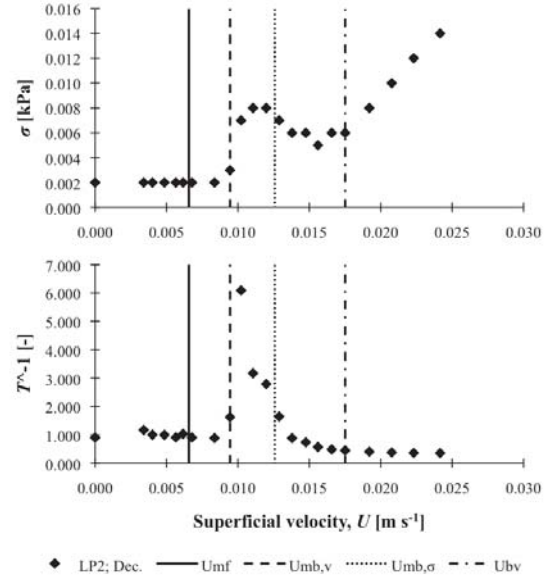 0.016
0.014
0.012
0.010
0.008
0.006
0.004
0.002
0.000
σ [kPa]
0.000 0.005 0.010 0.015 0.020 0.025 0.030
7.000
6.000
5.000
4.000
3.000
2.000
1.000
0.000
T^-1 [-]
0.000 0.005 0.010 0.015 0.020 0.025 0.030
Superficial velocity, U [m s⁻¹]
LP2; Dec. Umf Umb,v Umb,σ Ubv